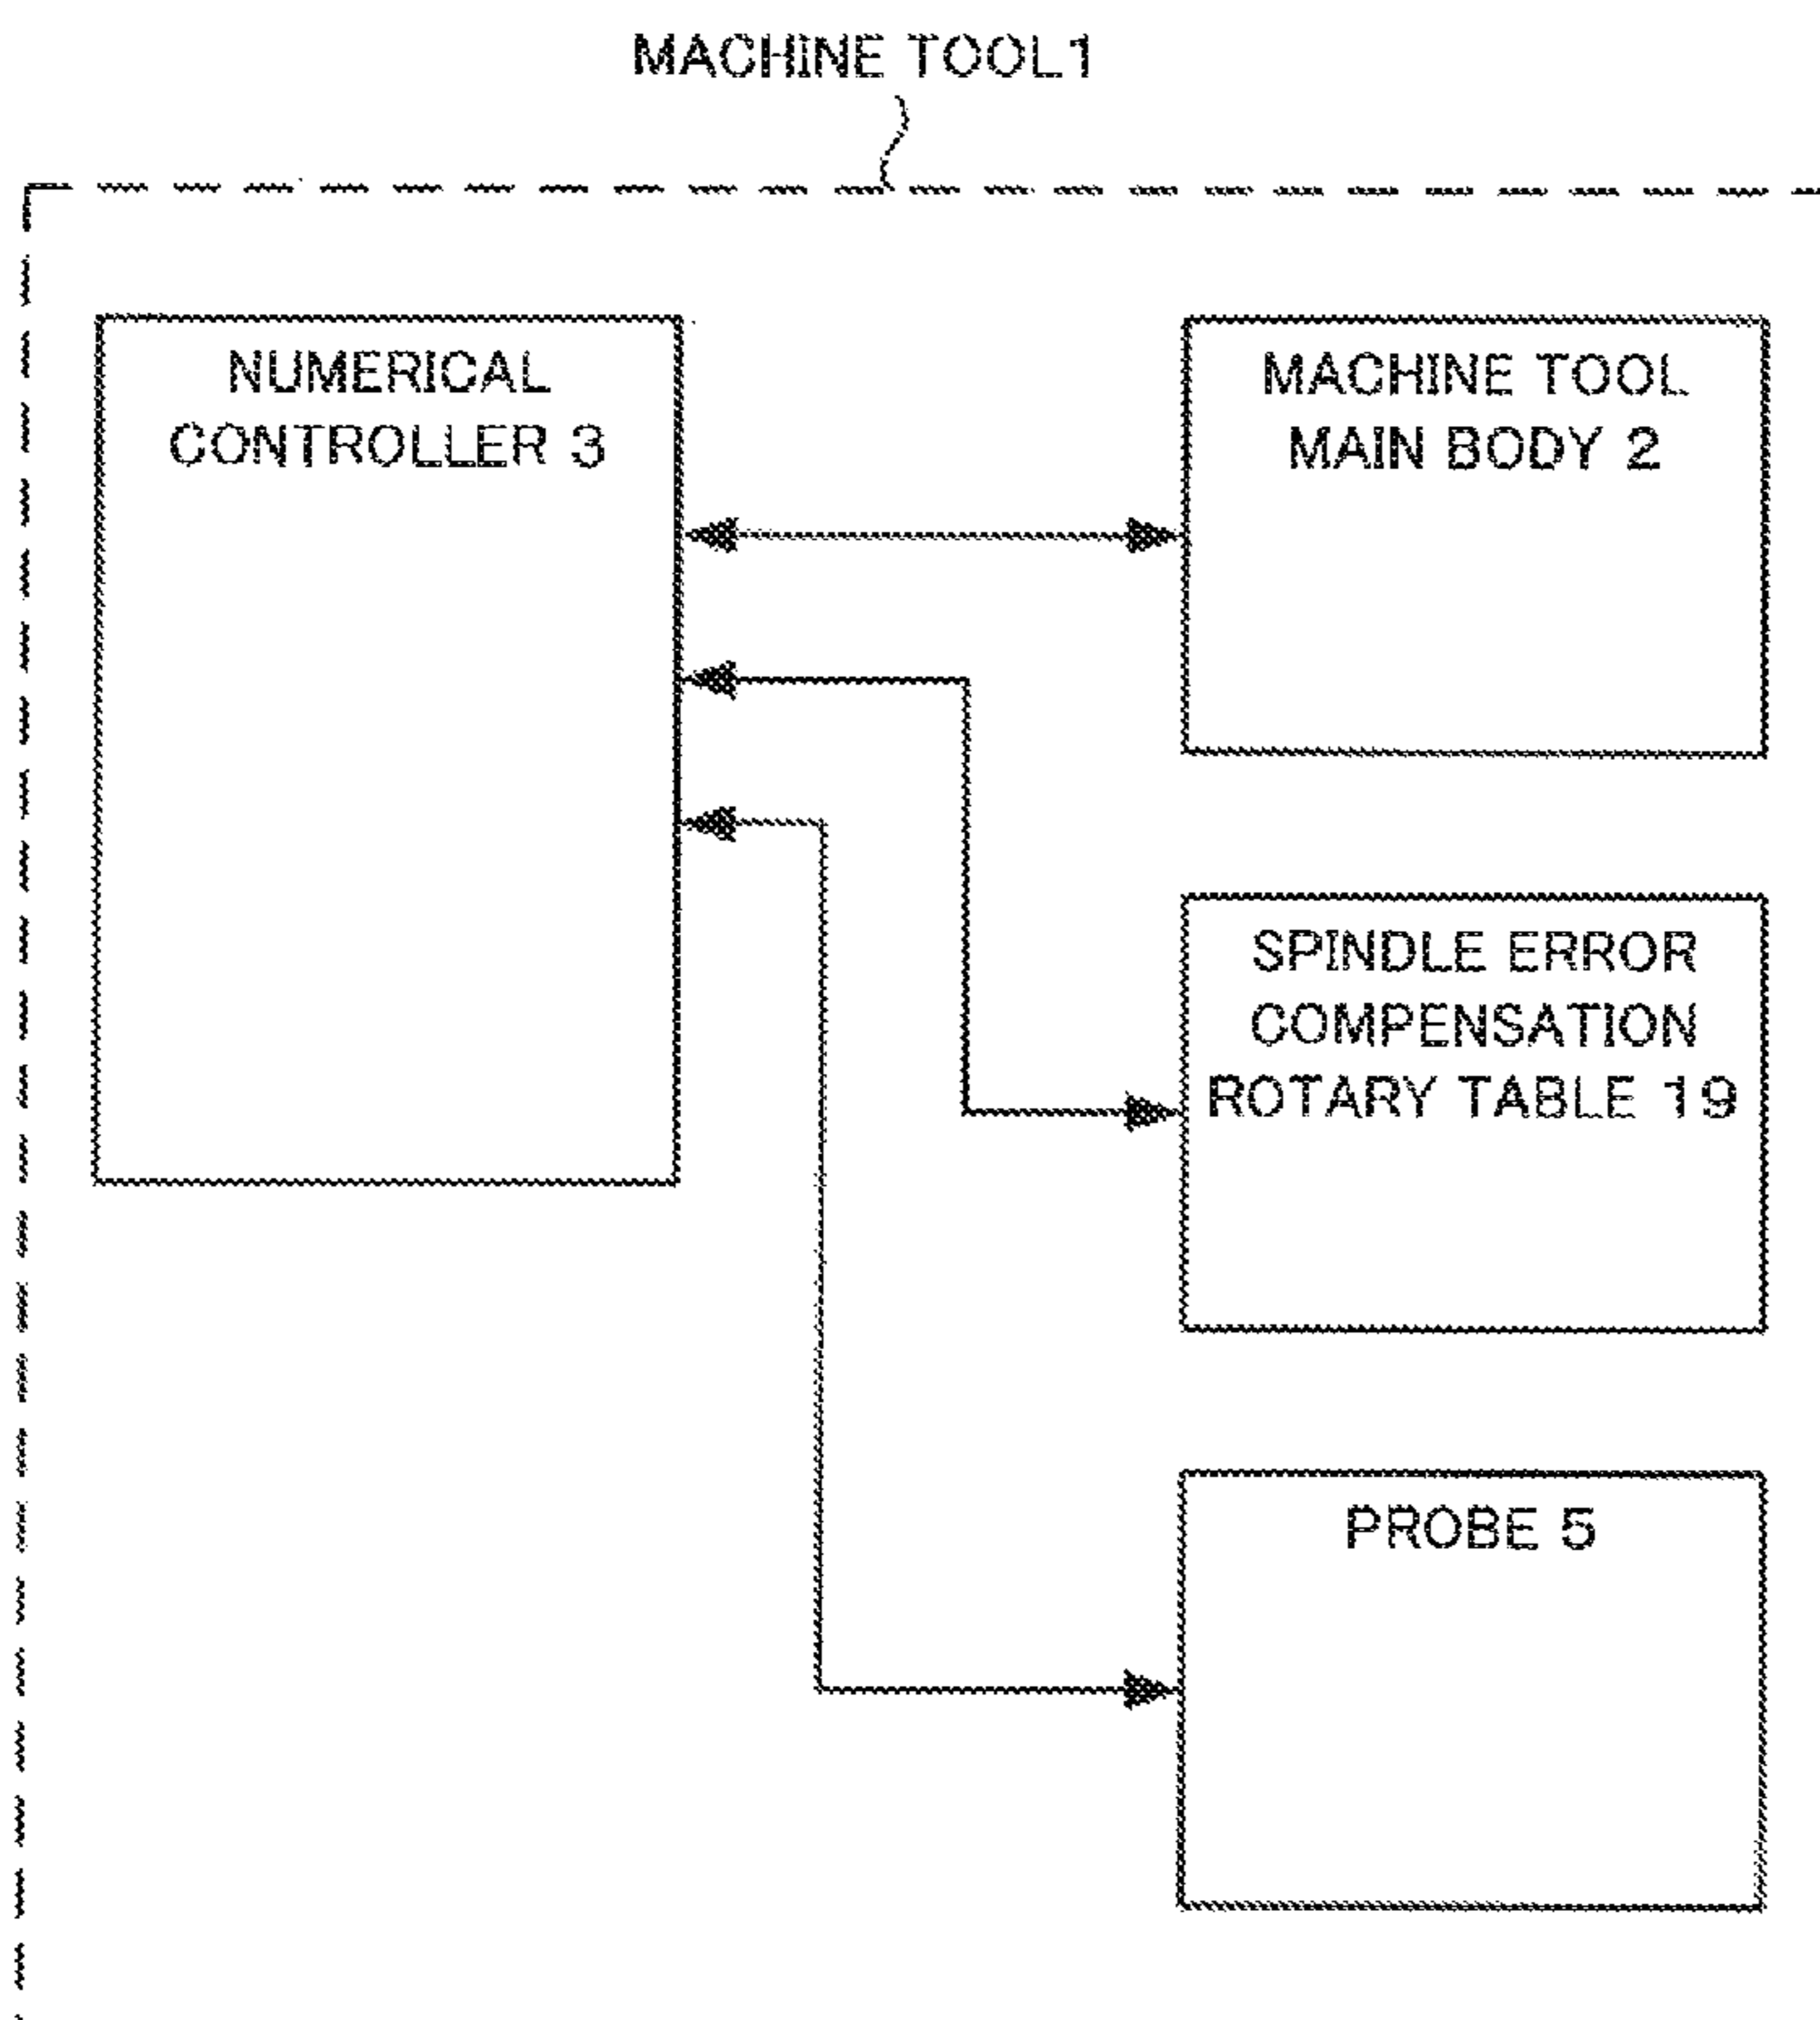 MACHINE TOOL1
NUMERICAL
CONTROLLER 3
MACHINE TOOL
MAIN BODY 2
SPINDLE ERROR
COMPENSATION
ROTARY TABLE 19
PROBE 5